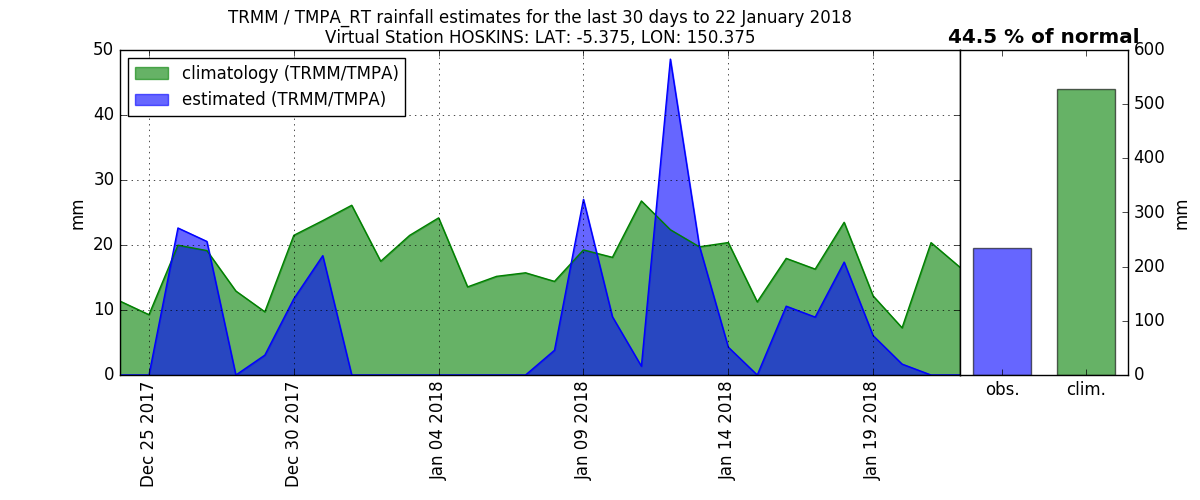 TRMM / TMPA_RT rainfall estimates for the last 30 days to 22 January 2018
Virtual Station HOSKINS: LAT: -5.375, LON: 150.375
44.5 % of normal
climatology (TRMM/TMPA)
estimated (TRMM/TMPA)
50
40
30
20
10
0
mm
Dec 25 2017
Dec 30 2017
Jan 04 2018
Jan 09 2018
Jan 14 2018
Jan 19 2018
obs.
clim.
600
500
400
300
200
100
0
mm